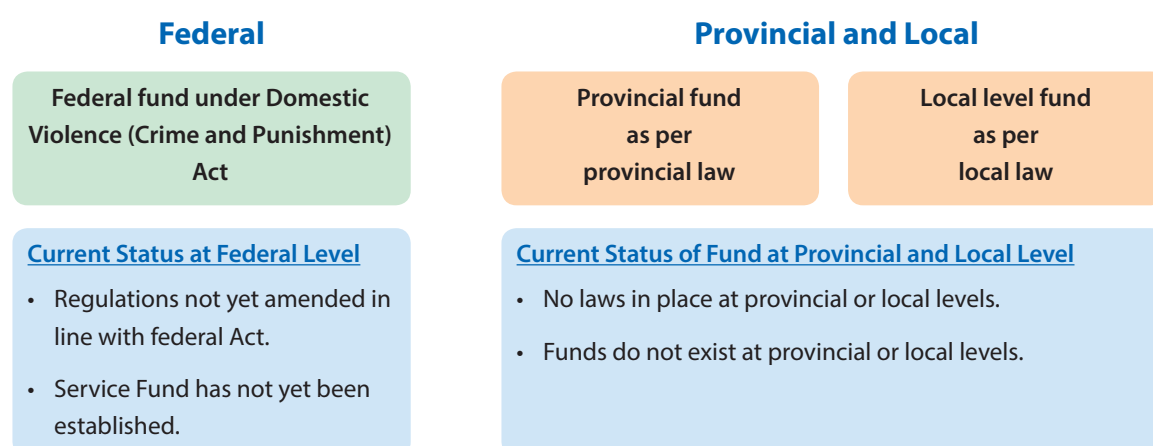 Federal
Federal fund under Domestic
Violence (Crime and Punishment)
Act
Current Status at Federal Level
• Regulations not yet amended in
line with federal Act.
• Service Fund has not yet been
established.
Provincial and Local
Provincial fund
as per
provincial law
Local level fund
as per
local law
Current Status of Fund at Provincial and Local Level
• No laws in place at provincial or local levels.
• Funds do not exist at provincial or local levels.